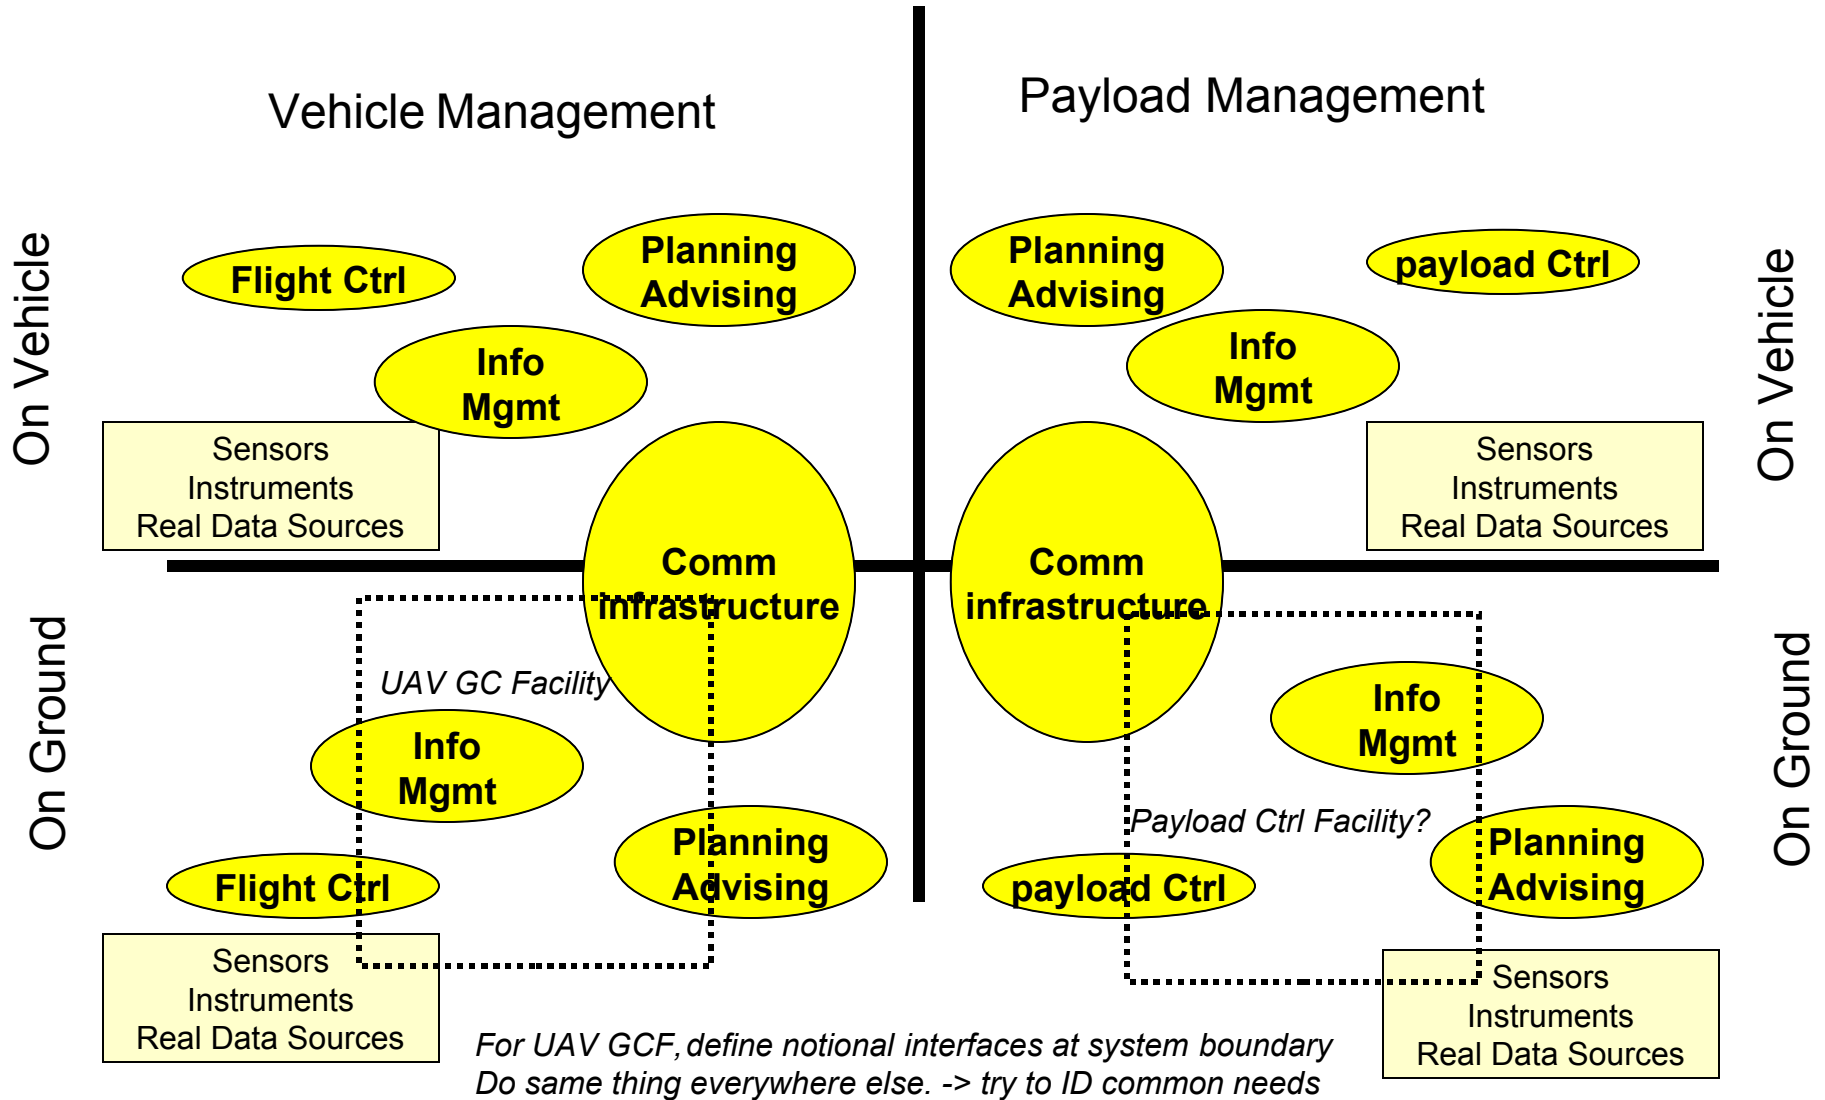 Vehicle Management
Payload Management
On Vehicle
Flight Ctrl
Planning
Advising
Info
Mgmt
Sensors
Instruments
Real Data Sources
Planning
Advising
payload Ctrl
Info
Mgmt
Sensors
Instruments
Real Data Sources
On Vehicle
Comm
infrastructure
Comm
infrastructure
On Ground
UAV GC Facility
Info
Mgmt
Planning
Advising
Flight Ctrl
Sensors
Instruments
Real Data Sources
Info
Mgmt
Payload Ctrl Facility?
Planning
Advising
payload Ctrl
Sensors
Instruments
Real Data Sources
On Ground
For UAV GCF, define notional interfaces at system boundary
Do same thing everywhere else. -> try to ID common needs